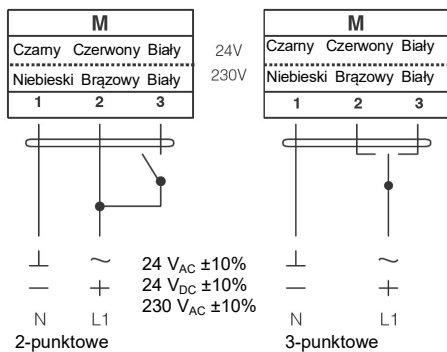 M
Czarny Czerwony Biały
Niebieski Brązowy Biały
1 2 3
24V
230V
M
Czarny Czerwony Biały
Niebieski Brązowy Biały
1 2 3
⊥ ~
— +
N L1
2-punktowe
24 VAC ±10%
24 VDC ±10%
230 VAC ±10%
⊥ ~
— +
N L1
3-punktowe